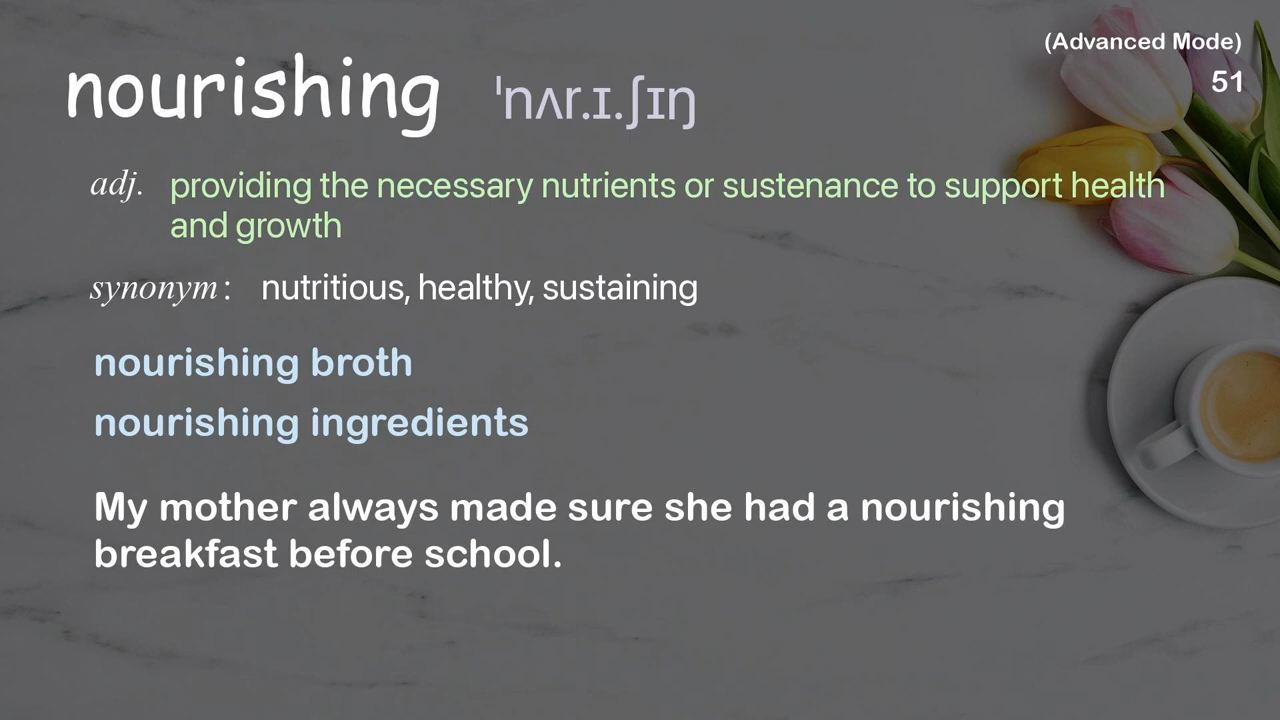 (Advanced Mode)
51
nourishing ˈnʌr.ɪ.ʃɪŋ
adj. providing the necessary nutrients or sustenance to support health
and growth
synonym: nutritious, healthy, sustaining
nourishing broth
nourishing ingredients
My mother always made sure she had a nourishing
breakfast before school.